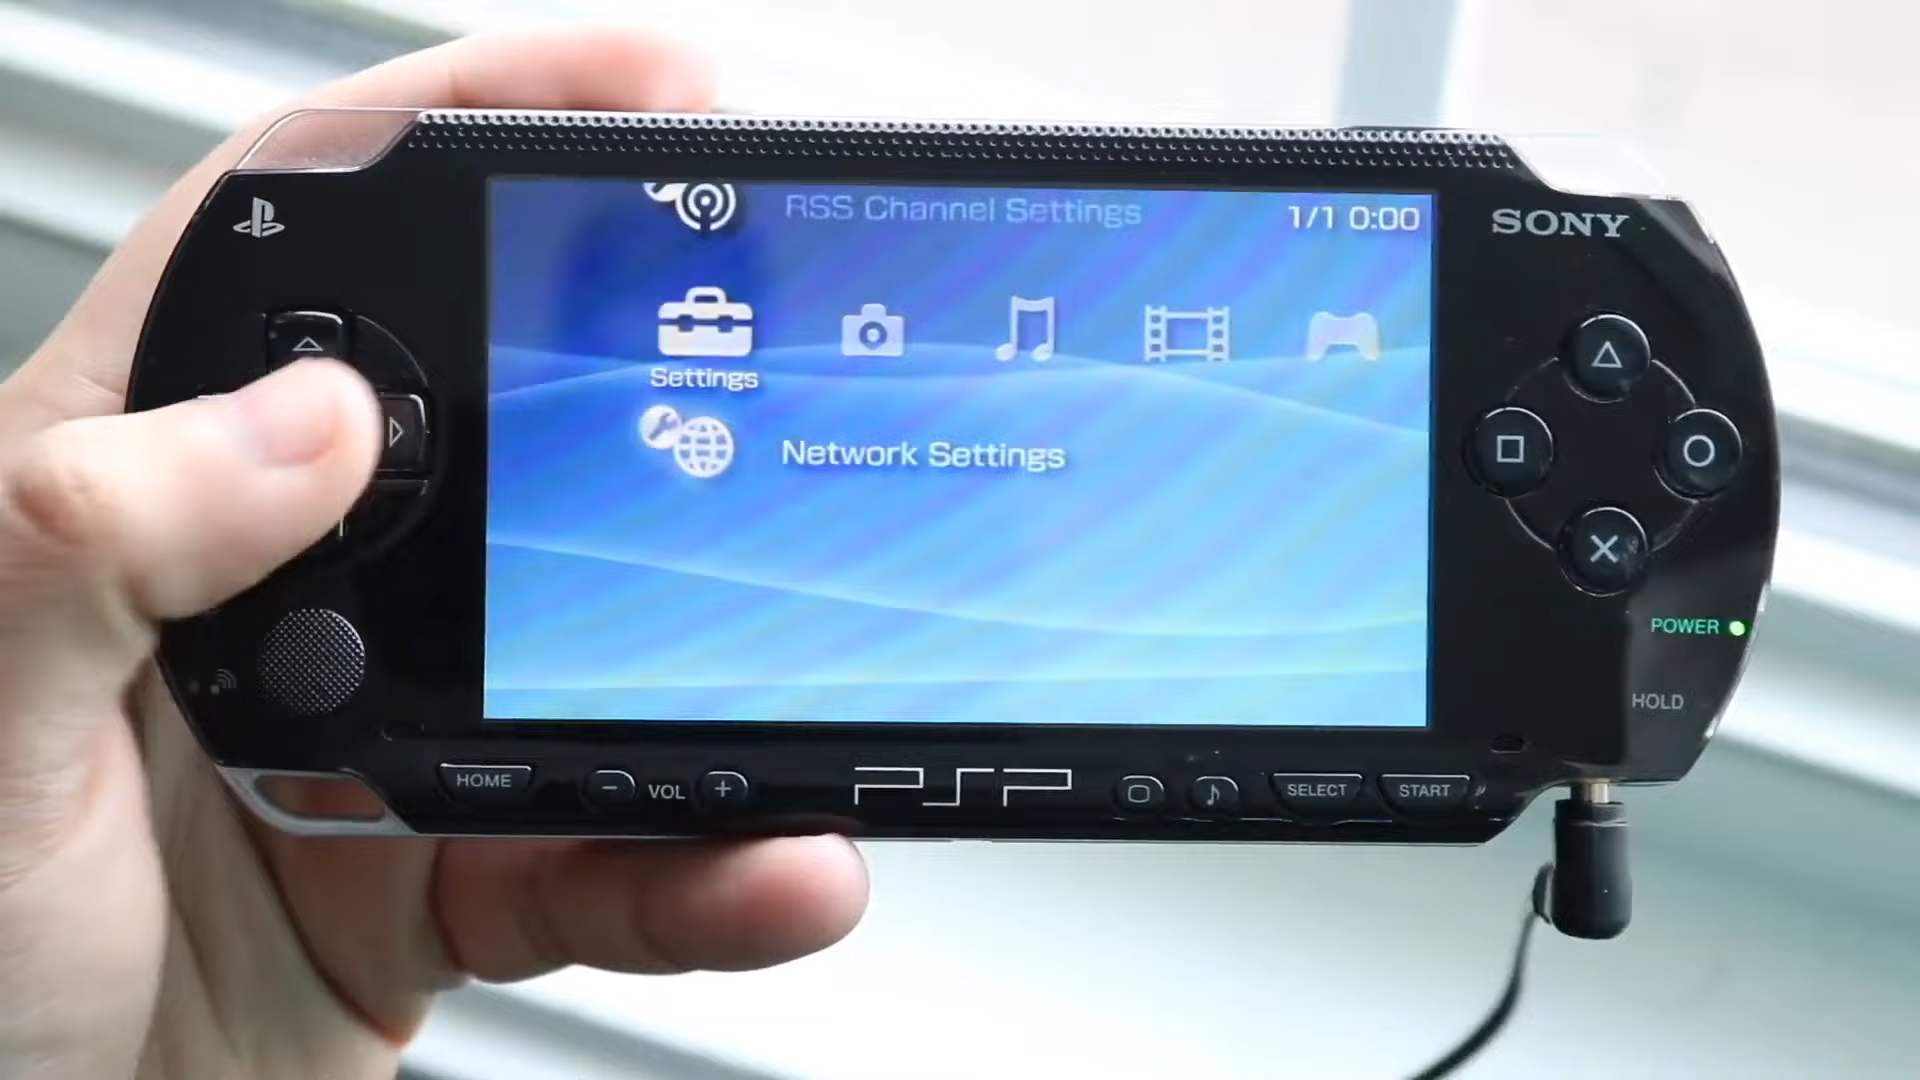 RSS Channel Settings
1/1 0:00
SONY
Settings
Network Settings
POWER
HOLD
HOME
VOL
PSP
SELECT
START